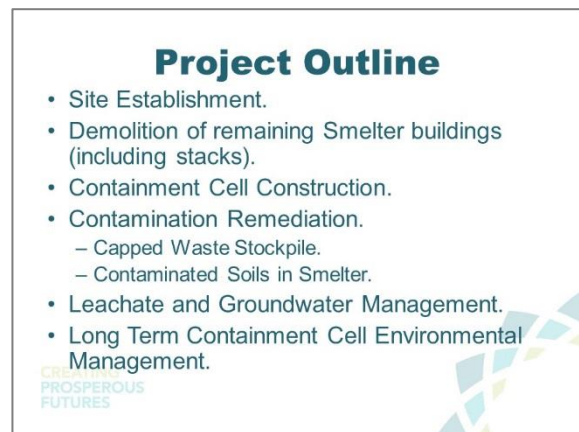 Project Outline
• Site Establishment.
• Demolition of remaining Smelter buildings
(including stacks).
• Containment Cell Construction.
• Contamination Remediation.
– Capped Waste Stockpile.
– Contaminated Soils in Smelter.
• Leachate and Groundwater Management.
• Long Term Containment Cell Environmental
Management.
CREATING
PROSPEROUS
FUTURES